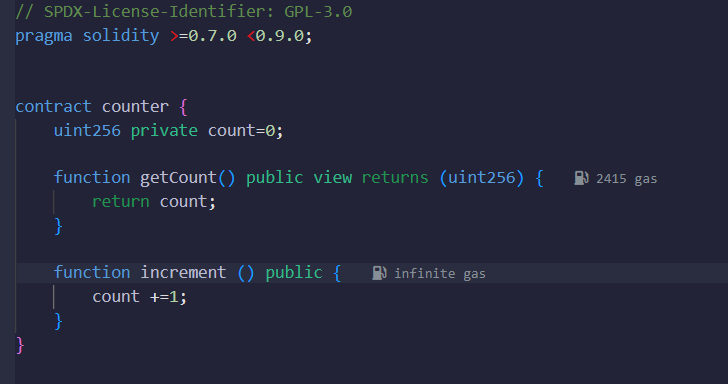 // SPDX-License-Identifier: GPL-3.0
pragma solidity >=0.7.0 <0.9.0;
contract counter {
uint256 private count=0;
function getCount() public view returns (uint256) { 2415 gas
return count;
}
function increment () public { infinite gas
count +=1;
}
}